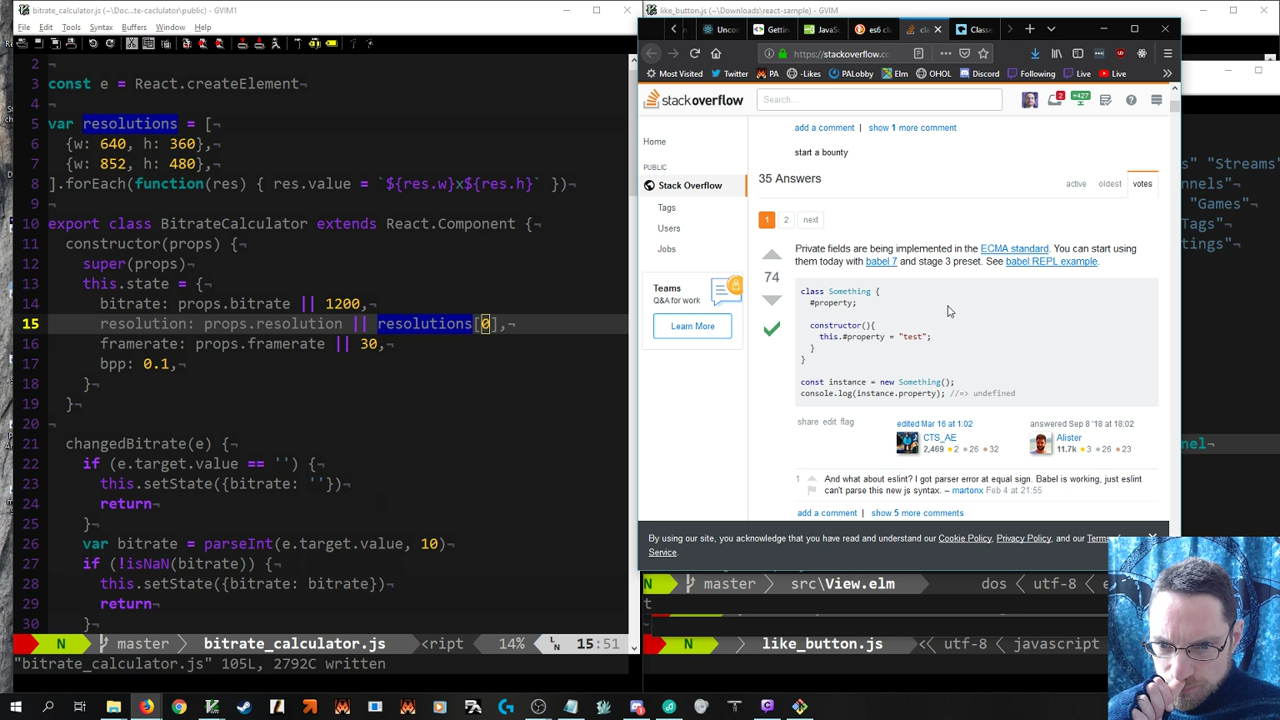 bitrate_calculator.js (~\Doc...te-caclulator\public) - GVIM1
File Edit Tools Syntax Buffers Window Help
2 ¬
3 const e = React.createElement¬
4 ¬
5 var resolutions = [¬
6 {w: 640, h: 360},¬
7 {w: 852, h: 480},¬
8 ].forEach(function(res) { res.value = `${res.w}x${res.h}` })¬
9 ¬
10 export class BitrateCalculator extends React.Component {¬
11 constructor(props) {¬
12 super(props)¬
13 this.state = {¬
14 bitrate: props.bitrate || 1200,¬
15 resolution: props.resolution || resolutions[0],¬
16 framerate: props.framerate || 30,¬
17 bpp: 0.1,¬
18 }¬
19 }¬
20 ¬
21 changedBitrate(e) {¬
22 if (e.target.value == '') {¬
23 this.setState({bitrate: ''})¬
24 return¬
25 }¬
26 var bitrate = parseInt(e.target.value, 10)¬
27 if (!isNaN(bitrate)) {¬
28 this.setState({bitrate: bitrate})¬
29 return¬
30 }¬
N master bitrate_calculator.js <ript 14% LN 15:51
"bitrate_calculator.js" 105L, 2792C written
like_button.js (~\Downloads\react-sample) - GVIM
Uncor Gettin JavaS es6 cl cla Classe
https://stackoverflow.c
Most Visited Twitter PA -Likes PALobby Elm OHOL Discord Following Live Live
stackoverflow Search... 2 +427
Home
PUBLIC
Stack Overflow
Tags
Users
Jobs
Teams
Q&A for work
Learn More
add a comment | show 1 more comment
start a bounty
35 Answers
active oldest votes
1 2 next
74
Private fields are being implemented in the ECMA standard. You can start using
them today with babel 7 and stage 3 preset. See babel REPL example.
class Something {
#property;
constructor(){
this.#property = "test";
}
}
const instance = new Something();
console.log(instance.property); //=> undefined
share edit flag
edited Mar 16 at 1:02
CTS_AE
2,469 2 26 32
answered Sep 8 '18 at 18:02
Alister
11.7k 3 26 23
1 And what about eslint? I got parser error at equal sign. Babel is working, just eslint
can't parse this new js syntax. – martonx Feb 4 at 21:55
add a comment | show 5 more comments
By using our site, you acknowledge that you have read and understand our Cookie Policy, Privacy Policy, and our Terms
Service.
s" "Streams
nnels"
"Games"
Tags"
ttings"
nel¬
N master src\View.elm dos < utf-8 <
t
N like_button.js < utf-8 < javascript